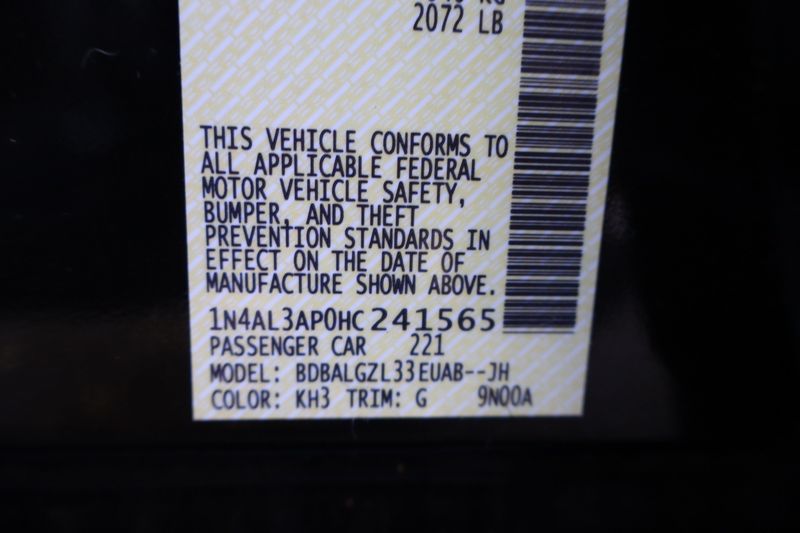 2072 LB
THIS VEHICLE CONFORMS TO
ALL APPLICABLE FEDERAL
MOTOR VEHICLE SAFETY,
BUMPER, AND THEFT
PREVENTION STANDARDS IN
EFFECT ON THE DATE OF
MANUFACTURE SHOWN ABOVE.
1N4AL3AP0HC241565
PASSENGER CAR 221
MODEL: BDBALGZL33EUAB--JH
COLOR: KH3 TRIM: G 9N00A